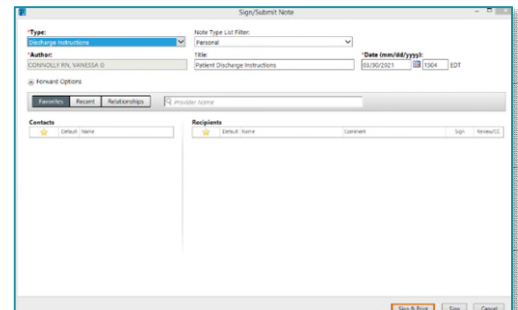 Sign/Submit Note
*Type: Note Type List Filter:
Discharge Instructions Personal
*Author: Title: *Date (mm/dd/yyyy):
CONNOLLY RN, VANESSA G Patient Discharge Instructions 03/30/2021 1504 EDT
Forward Options
Favorites Recent Relationships Provider Name
Contacts Recipients
Default Name Default Name Comment Sign Review/CC
Sign & Print Sign Cancel